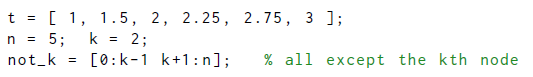 t = [ 1, 1.5, 2, 2.25, 2.75, 3 ];
n = 5;  k = 2;
not_k = [0:k-1 k+1:n];   % all except the kth node